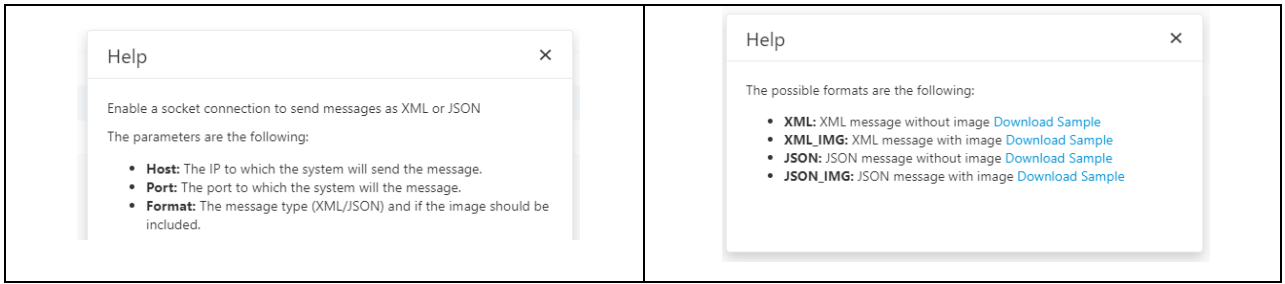 Help
Enable a socket connection to send messages as XML or JSON
The parameters are the following:
• Host: The IP to which the system will send the message.
• Port: The port to which the system will the message.
• Format: The message type (XML/JSON) and if the image should be
included.
Help
The possible formats are the following:
• XML: XML message without image Download Sample
• XML_IMG: XML message with image Download Sample
• JSON: JSON message without image Download Sample
• JSON_IMG: JSON message with image Download Sample